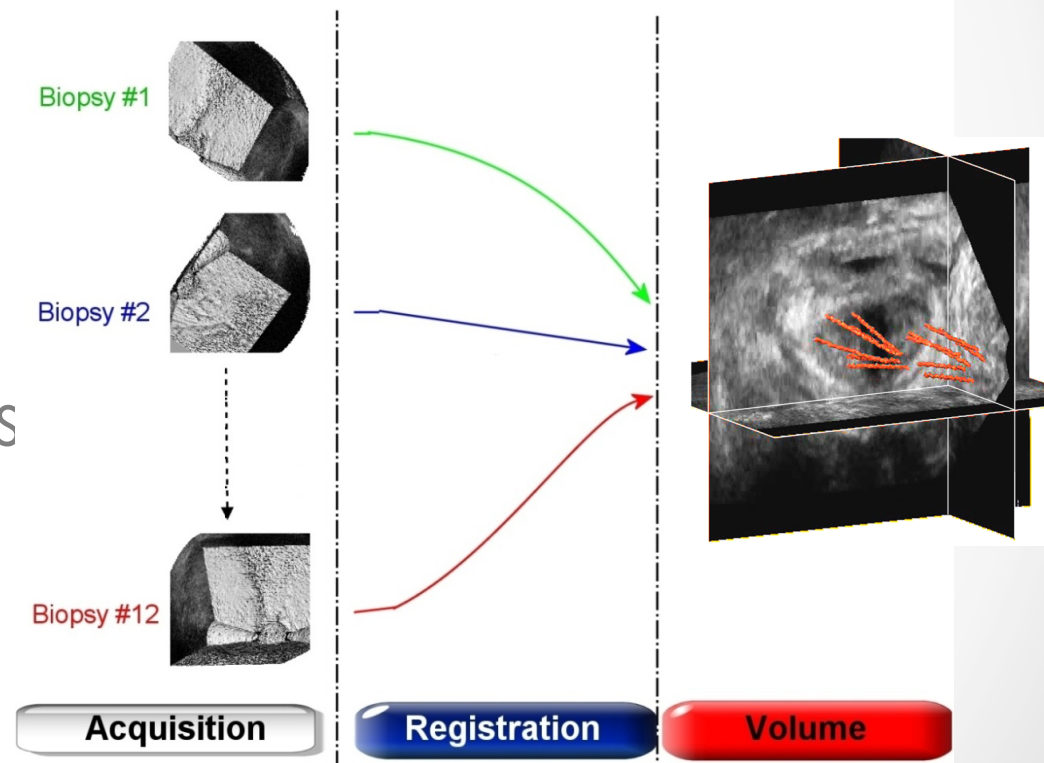 Biopsy #1
Biopsy #2
s
Biopsy #12
Acquisition
Registration
Volume